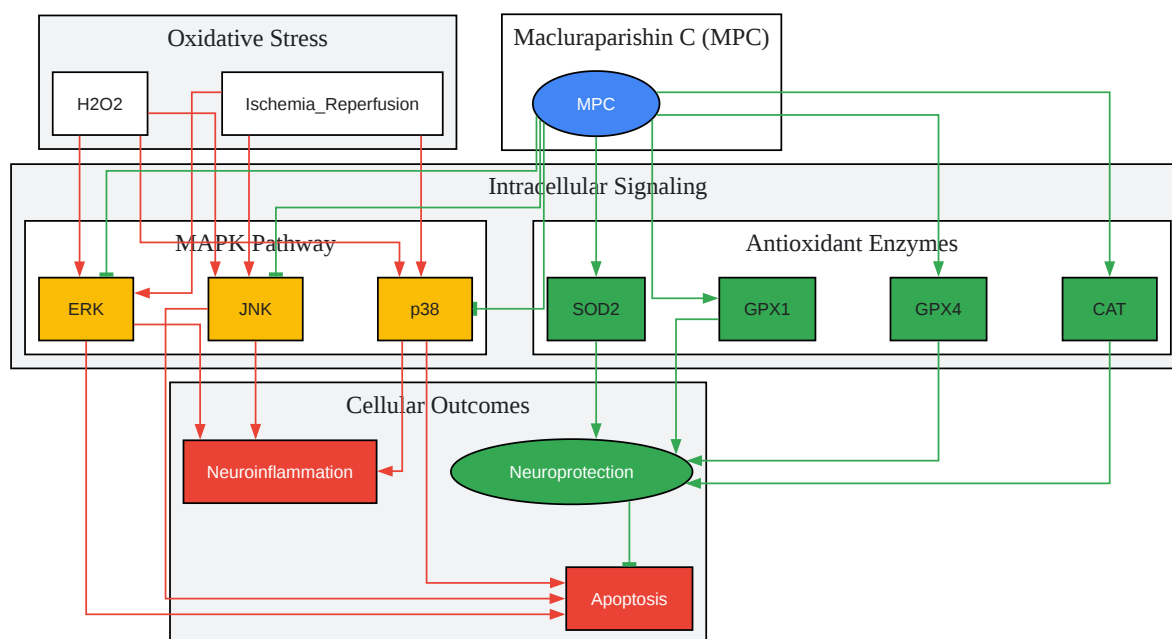 Oxidative Stress
Macluraparishin C (MPC)
H2O2
Ischemia_Reperfusion
MPC
Intracellular Signaling
MAPK Pathway
Antioxidant Enzymes
ERK
JNK
p38
SOD2
GPX1
GPX4
CAT
Cellular Outcomes
Neuroinflammation
Neuroprotection
Apoptosis